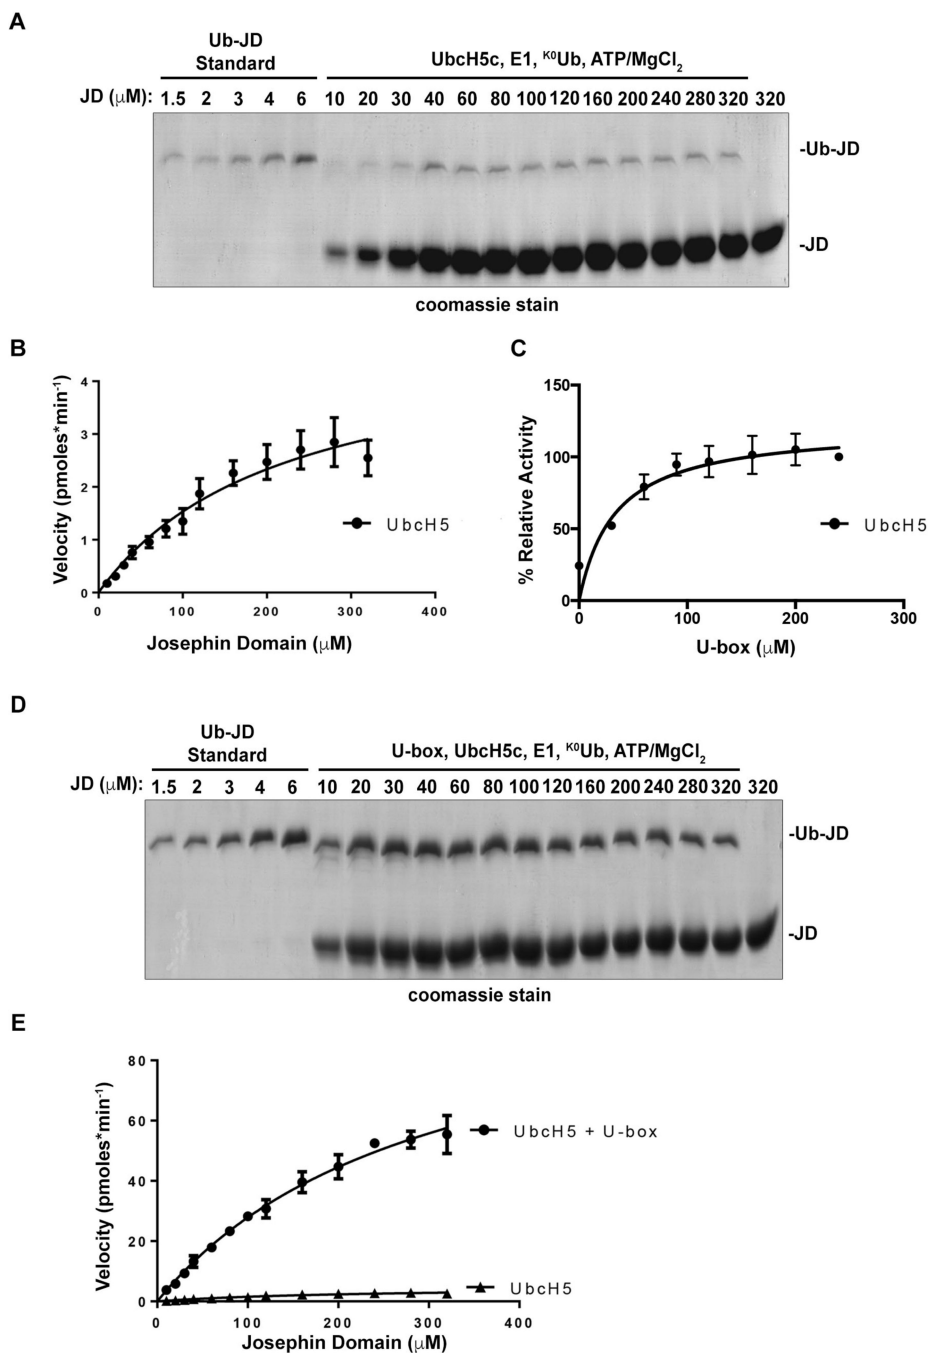 A
Ub-JD
Standard
UbcH5c, E1, ᴷ⁰Ub, ATP/MgCl₂
JD (μM): 1.5 2 3 4 6 10 20 30 40 60 80 100 120 160 200 240 280 320 320
-Ub-JD
-JD
coomassie stain
B
Velocity (pmoles*min⁻¹)
4
3
2
1
0
0 100 200 300 400
UbcH5
Josephin Domain (μM)
C
% Relative Activity
150
100
50
0
0 100 200 300
UbcH5
U-box (μM)
D
Ub-JD
Standard
U-box, UbcH5c, E1, ᴷ⁰Ub, ATP/MgCl₂
JD (μM): 1.5 2 3 4 6 10 20 30 40 60 80 100 120 160 200 240 280 320 320
-Ub-JD
-JD
coomassie stain
E
Velocity (pmoles*min⁻¹)
80
60
40
20
0
0 100 200 300 400
UbcH5 + U-box
UbcH5
Josephin Domain (μM)